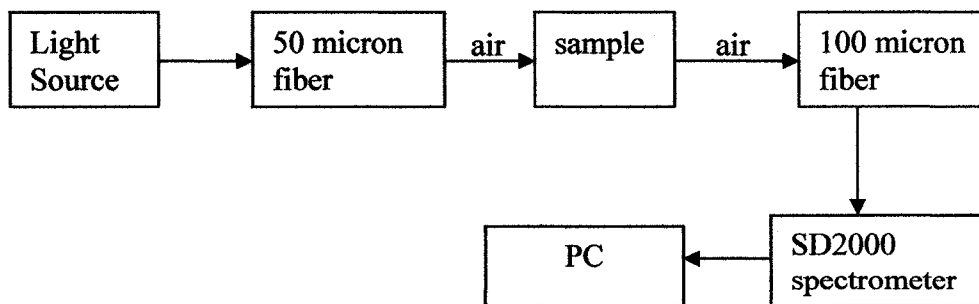 Light
Source
50 micron
fiber
air
sample
air
100 micron
fiber
SD2000
spectrometer
PC